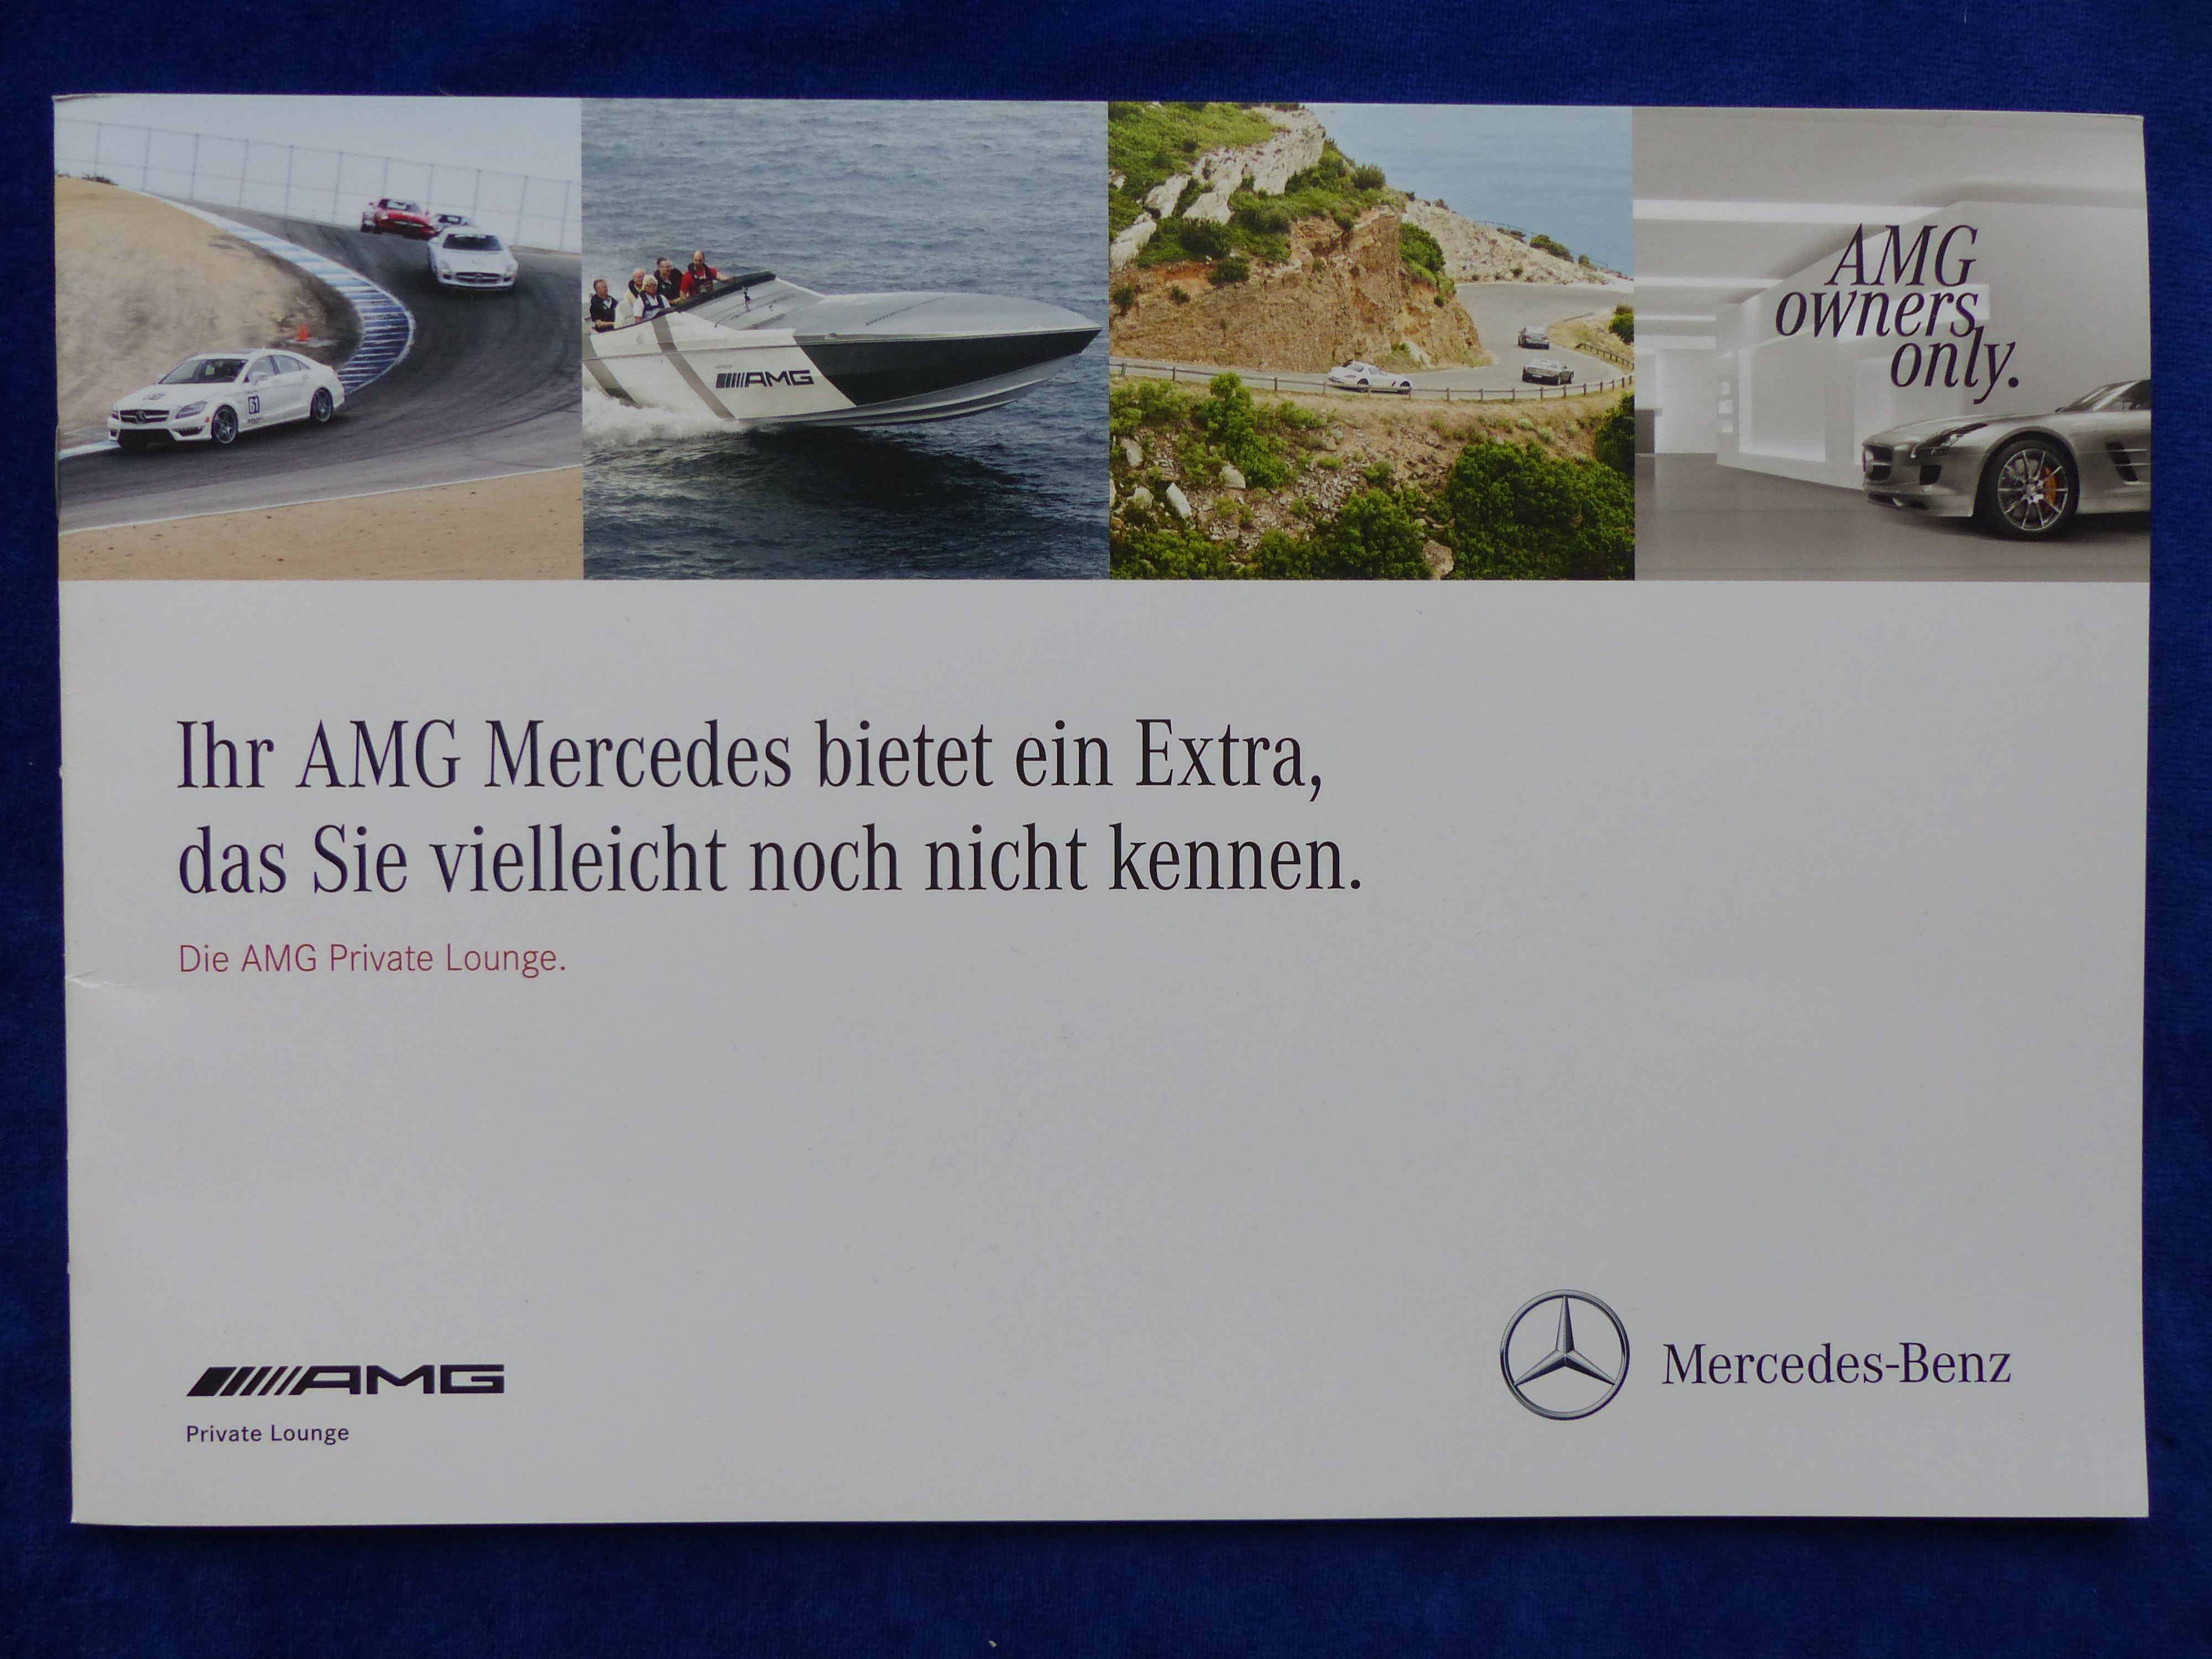 AMG
owners
only.
61
AMG
Ihr AMG Mercedes bietet ein Extra,
das Sie vielleicht noch nicht kennen.
Die AMG Private Lounge.
AMG
Private Lounge
Mercedes-Benz